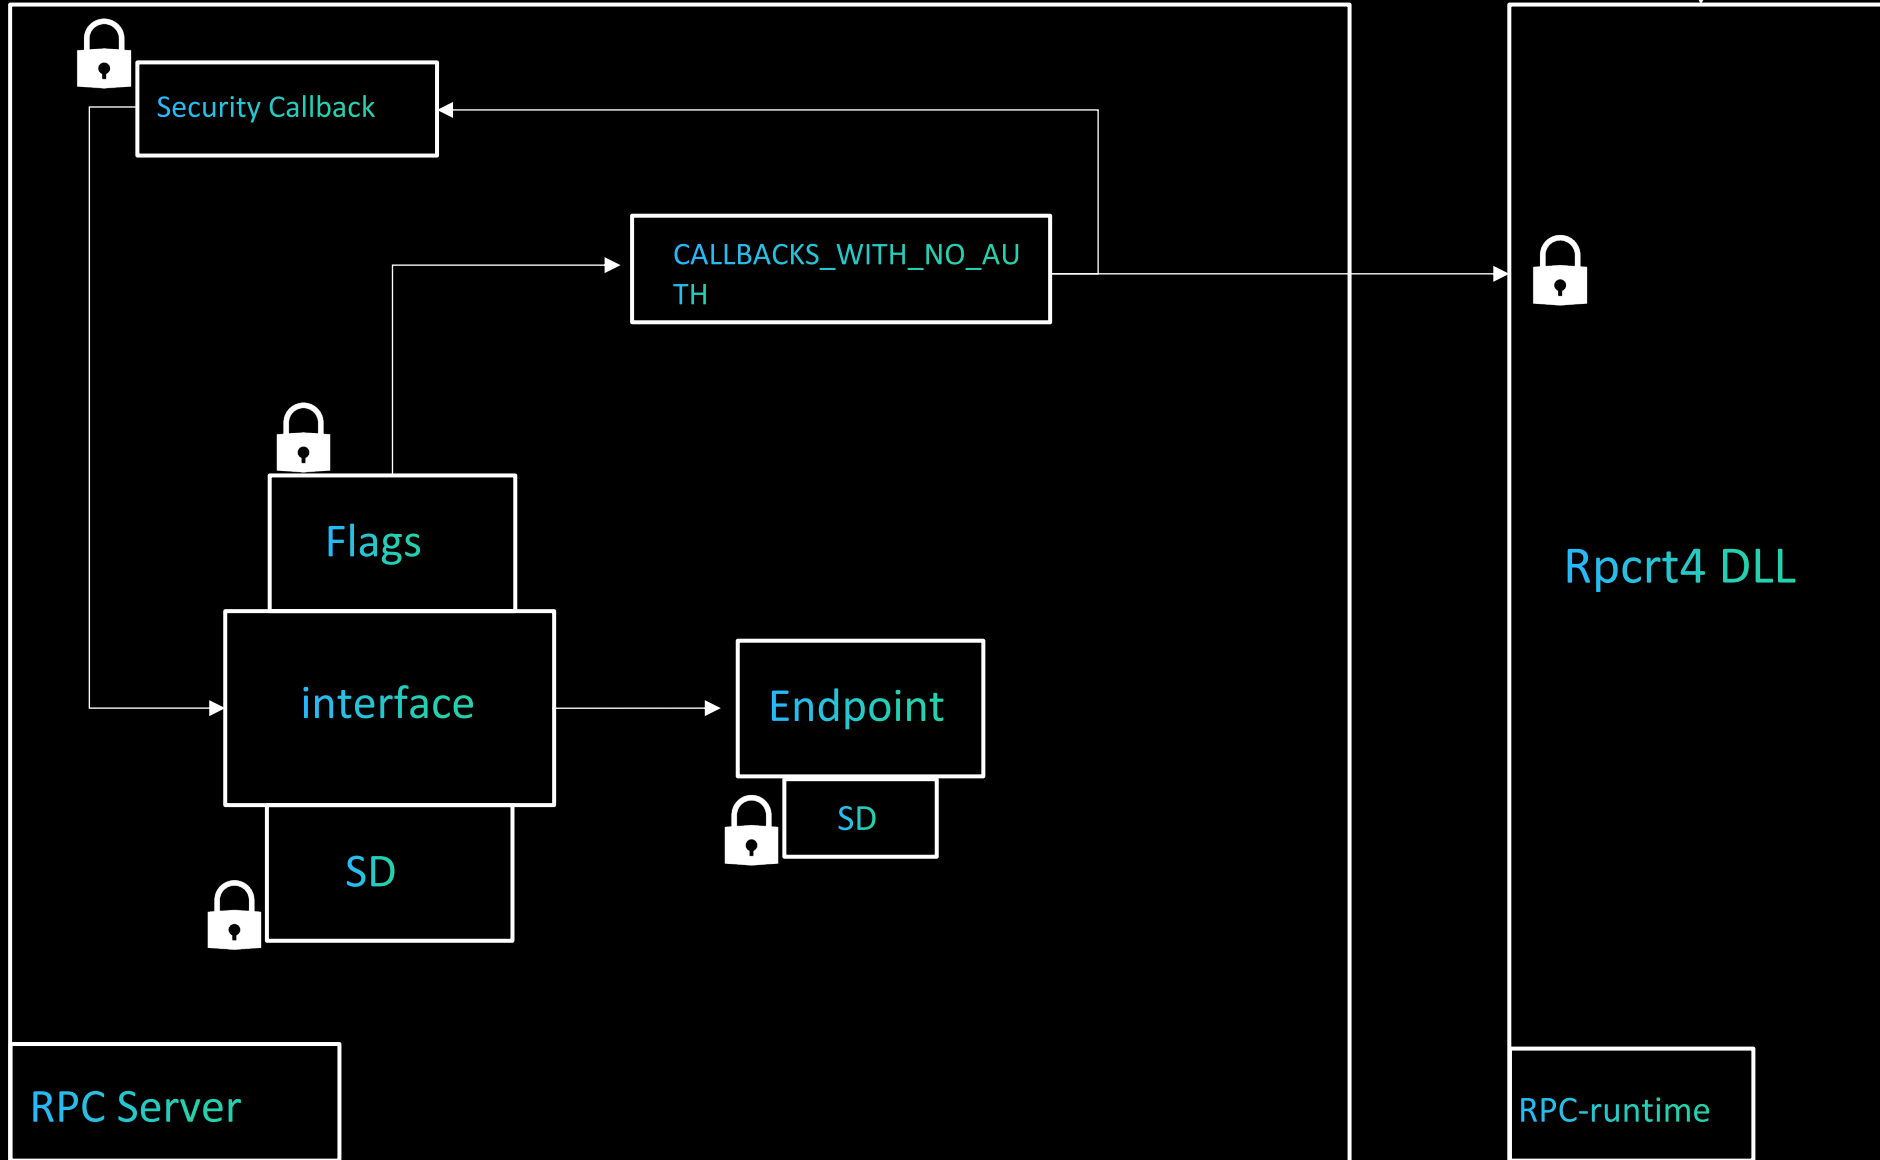 Security Callback
CALLBACKS_WITH_NO_AU
TH
Flags
interface
SD
Endpoint
SD
RPC Server
Rpcrt4 DLL
RPC-runtime